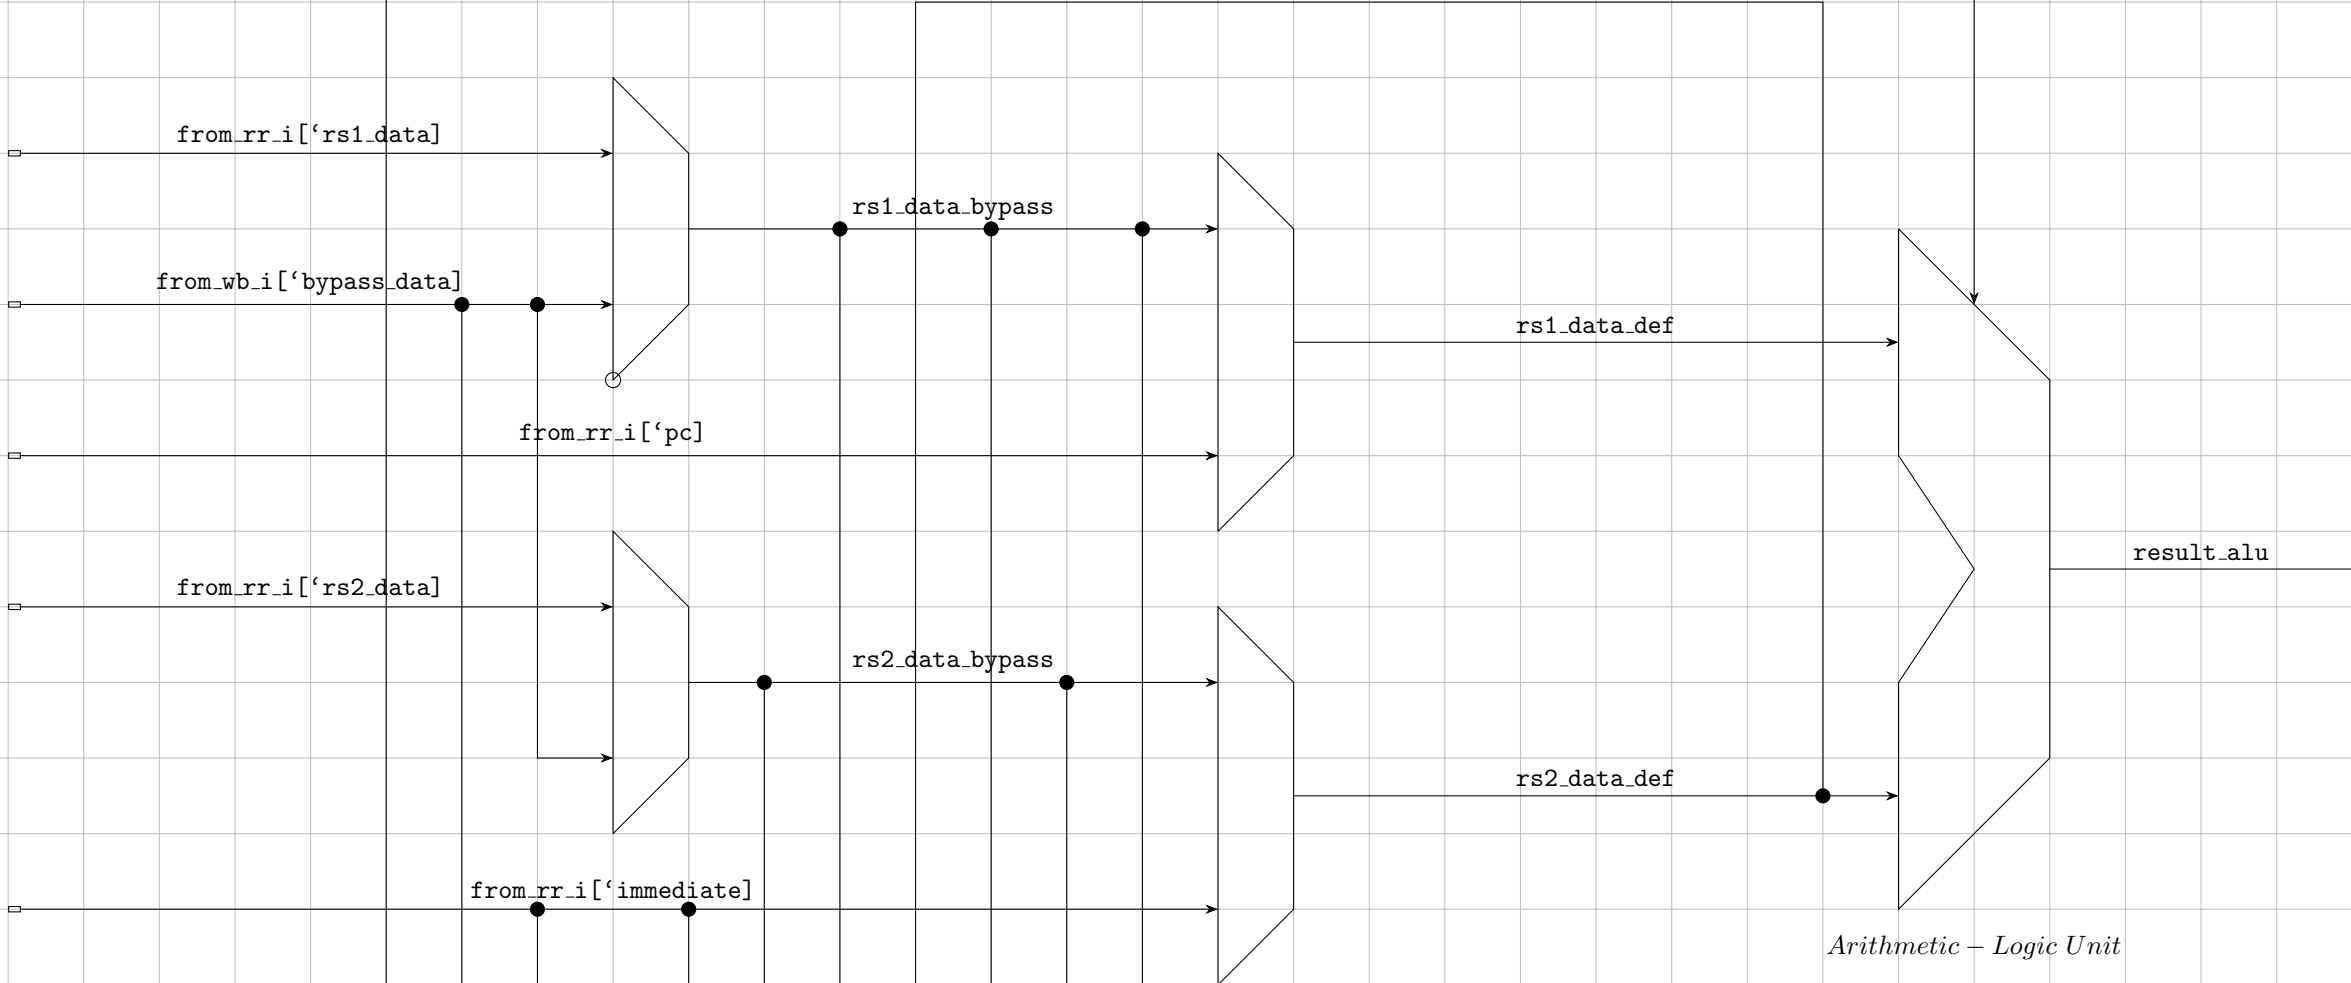 from_rr_i[‘rs1_data]
rs1_data_bypass
from_wb_i[‘bypass_data]
rs1_data_def
from_rr_i[‘pc]
result_alu
from_rr_i[‘rs2_data]
rs2_data_bypass
rs2_data_def
from_rr_i[‘immediate]
Arithmetic − Logic Unit